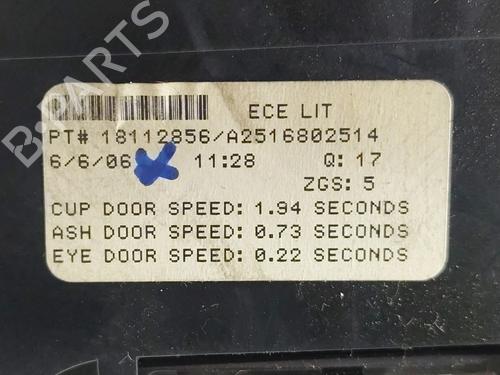 ECE LIT
PT# 18112856/A2516802514
6/6/06 11:28 Q: 17
ZGS: 5
CUP DOOR SPEED: 1.94 SECONDS
ASH DOOR SPEED: 0.73 SECONDS
EYE DOOR SPEED: 0.22 SECONDS
B-PARTS